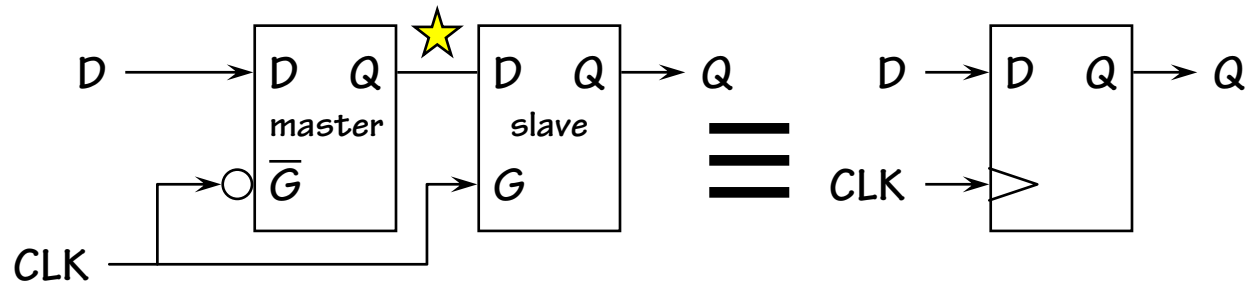 D D Q D Q Q D D Q Q
master slave
G̅ G CLK
CLK